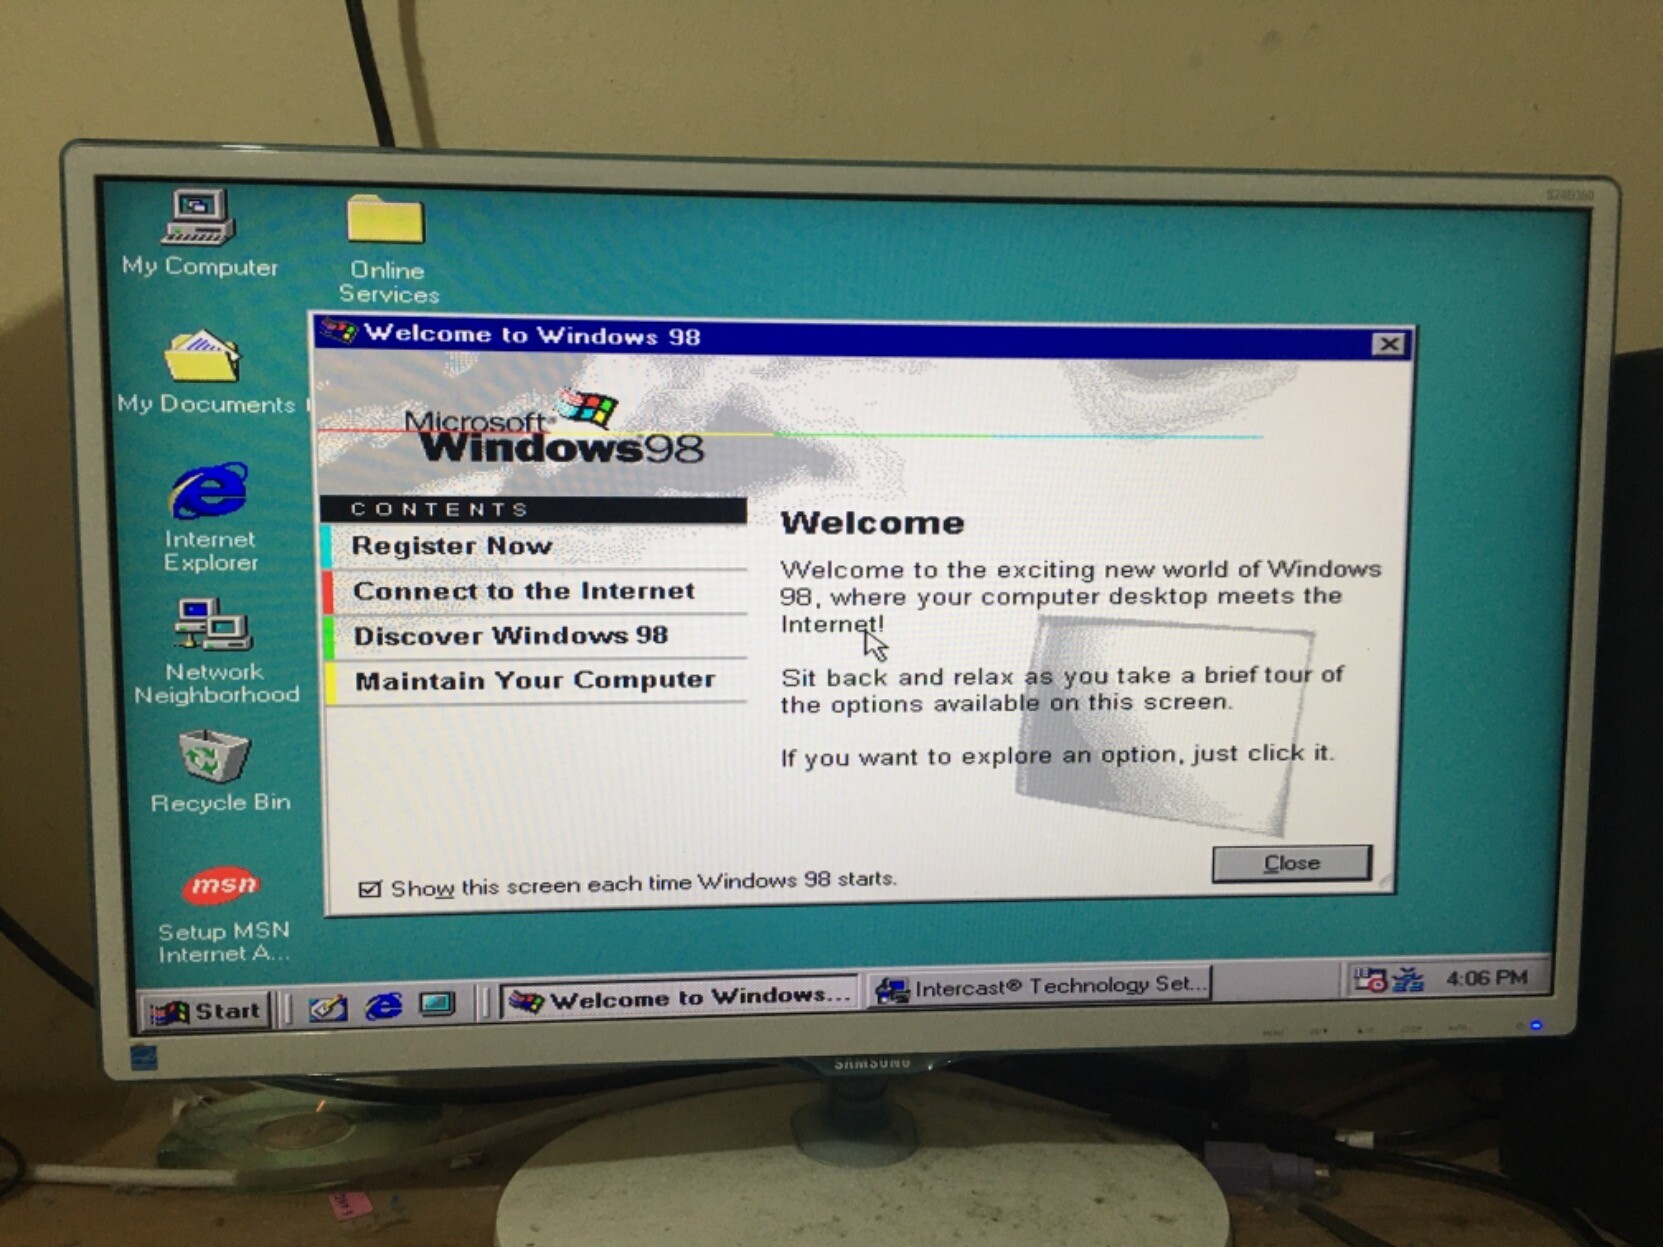 S24D360
My Computer
Online
Services
My Documents
Internet
Explorer
Network
Neighborhood
Recycle Bin
msn
Setup MSN
Internet A...
Welcome to Windows 98
Microsoft
Windows98
CONTENTS
Register Now
Connect to the Internet
Discover Windows 98
Maintain Your Computer
Welcome
Welcome to the exciting new world of Windows
98, where your computer desktop meets the
Internet!
Sit back and relax as you take a brief tour of
the options available on this screen.
If you want to explore an option, just click it.
Show this screen each time Windows 98 starts.
Close
Start
Welcome to Windows...
Intercast® Technology Set...
4:06 PM
SAMSUNG